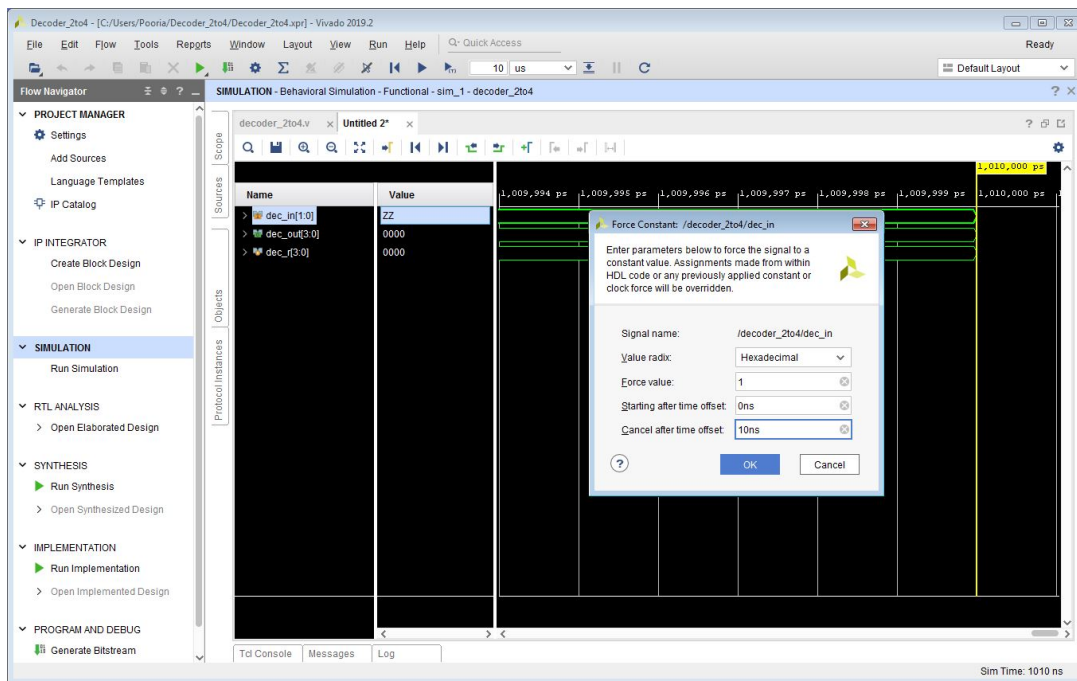 Decoder_2to4 - [C:/Users/Pooria/Decoder_2to4/Decoder_2to4.xpr] - Vivado 2019.2
File Edit Flow Tools Reports Window Layout View Run Help Quick Access Ready
10 us Default Layout
Flow Navigator
SIMULATION - Behavioral Simulation - Functional - sim_1 - decoder_2to4
PROJECT MANAGER
Settings
Add Sources
Language Templates
IP Catalog
IP INTEGRATOR
Create Block Design
Open Block Design
Generate Block Design
SIMULATION
Run Simulation
RTL ANALYSIS
Open Elaborated Design
SYNTHESIS
Run Synthesis
Open Synthesized Design
IMPLEMENTATION
Run Implementation
Open Implemented Design
PROGRAM AND DEBUG
Generate Bitstream
Scope
Sources
Objects
Protocol Instances
decoder_2to4.v Untitled 2*
1,010,000 ps
Name Value 1,009,994 ps 1,009,995 ps 1,009,996 ps 1,009,997 ps 1,009,998 ps 1,009,999 ps 1,010,000 ps
dec_in[1:0] ZZ
dec_out[3:0] 0000
dec_r[3:0] 0000
Force Constant: /decoder_2to4/dec_in
Enter parameters below to force the signal to a
constant value. Assignments made from within
HDL code or any previously applied constant or
clock force will be overridden.
Signal name: /decoder_2to4/dec_in
Value radix: Hexadecimal
Force value: 1
Starting after time offset: 0ns
Cancel after time offset: 10ns
? OK Cancel
Tcl Console Messages Log
Sim Time: 1010 ns